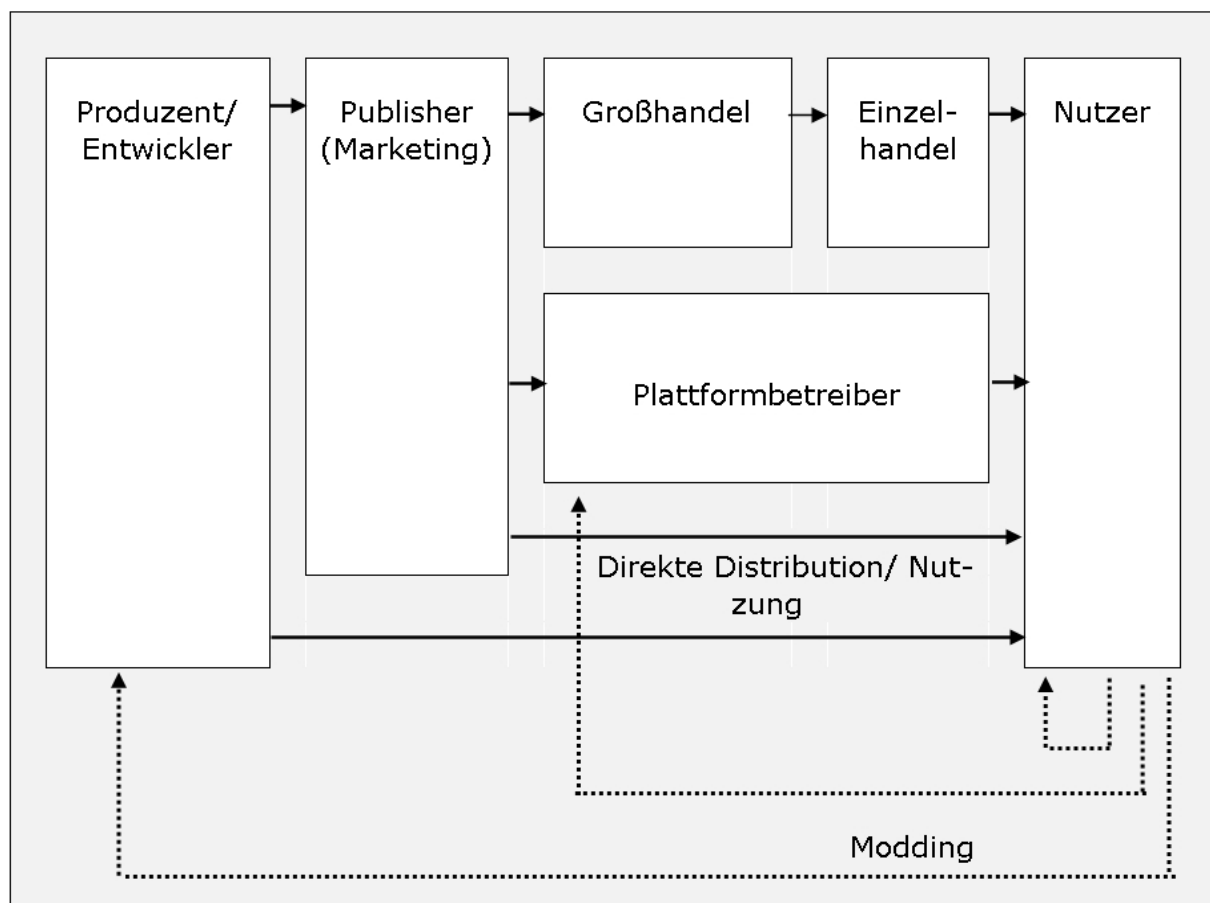 Produzent/
Entwickler
Publisher
(Marketing)
Großhandel
Einzel-
handel
Nutzer
Plattformbetreiber
Direkte Distribution/ Nut-
zung
Modding